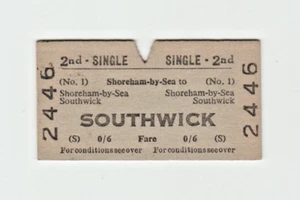 2nd - SINGLE SINGLE - 2nd
(No. 1) Shoreham-by-Sea to (No. 1)
Shoreham-by-Sea Shoreham-by-Sea
Southwick Southwick
SOUTHWICK
(S) 0/6 Fare 0/6 (S)
For conditions see over For conditions see over
2446
2446